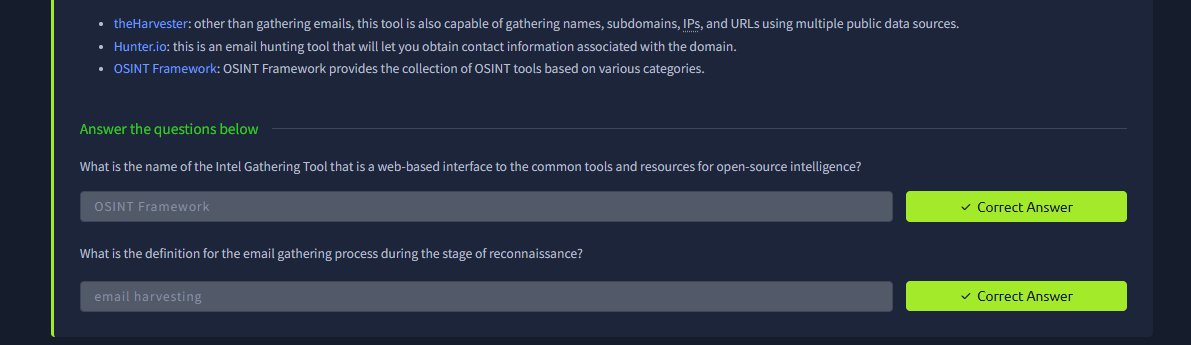 • theHarvester: other than gathering emails, this tool is also capable of gathering names, subdomains, IPs, and URLs using multiple public data sources.
• Hunter.io: this is an email hunting tool that will let you obtain contact information associated with the domain.
• OSINT Framework: OSINT Framework provides the collection of OSINT tools based on various categories.
Answer the questions below
What is the name of the Intel Gathering Tool that is a web-based interface to the common tools and resources for open-source intelligence?
OSINT Framework
✓ Correct Answer
What is the definition for the email gathering process during the stage of reconnaissance?
email harvesting
✓ Correct Answer